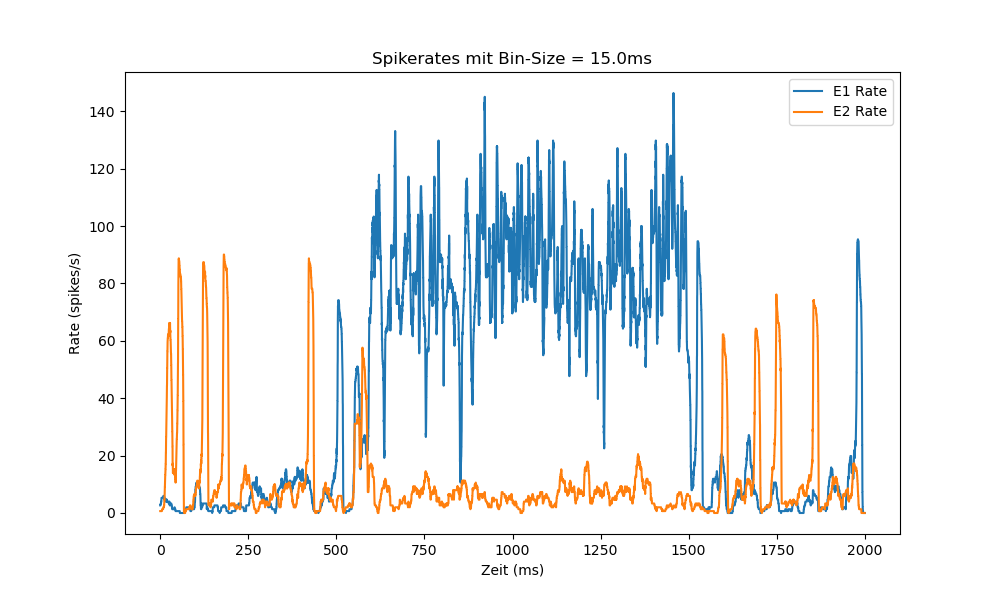 Spikerates mit Bin-Size = 15.0ms
E1 Rate
E2 Rate
140
120
100
80
60
40
20
0
Rate (spikes/s)
0 250 500 750 1000 1250 1500 1750 2000
Zeit (ms)